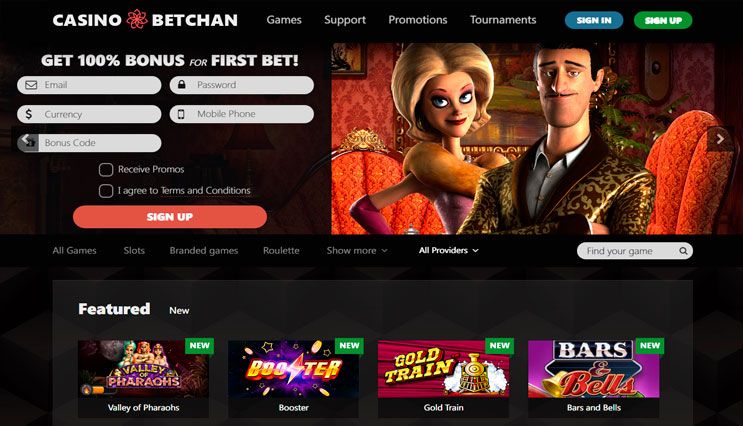 CASINO BETCHAN
Games Support Promotions Tournaments SIGN IN SIGN UP
GET 100% BONUS FOR FIRST BET!
Email Password
$ Currency Mobile Phone
Bonus Code
Receive Promos
I agree to Terms and Conditions
SIGN UP
All Games Slots Branded games Roulette Show more All Providers Find your game
Featured New
NEW NEW NEW NEW
VALLEY OF PHARAOHS
BOOSTER
GOLD TRAIN
BARS & Bells
Valley of Pharaohs Booster Gold Train Bars and Bells